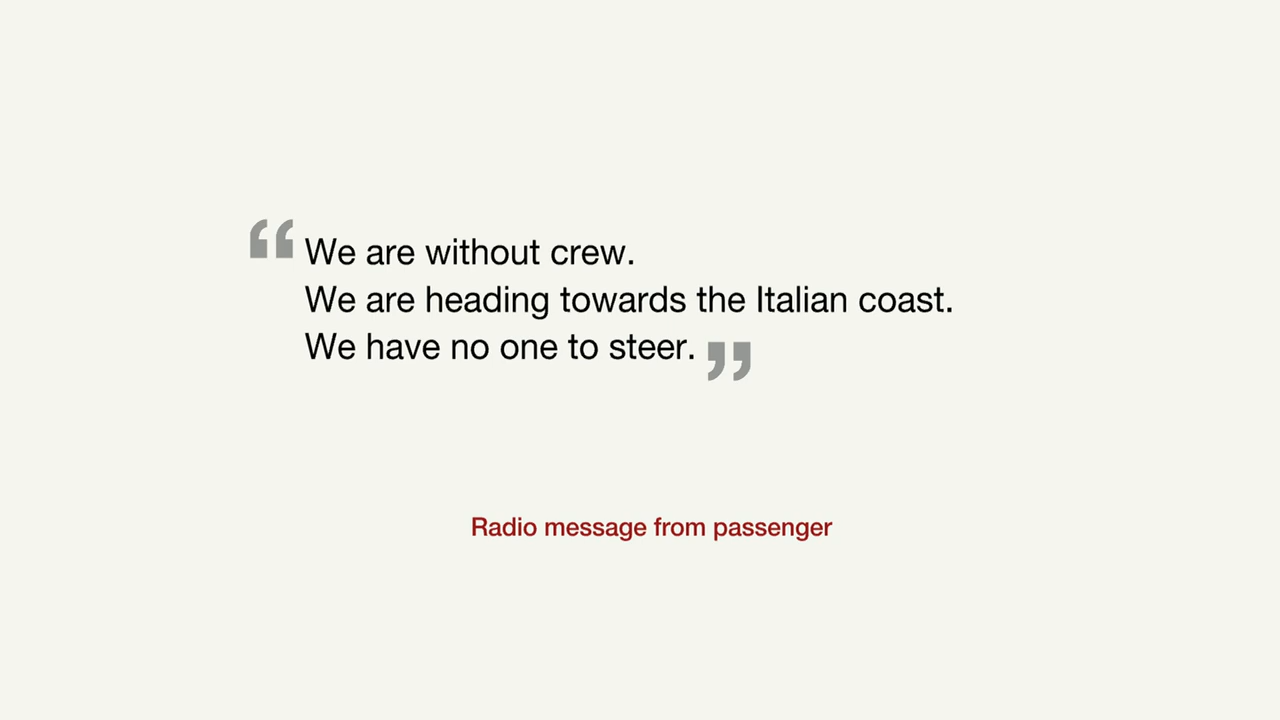 “We are without crew.
We are heading towards the Italian coast.
We have no one to steer.”
Radio message from passenger